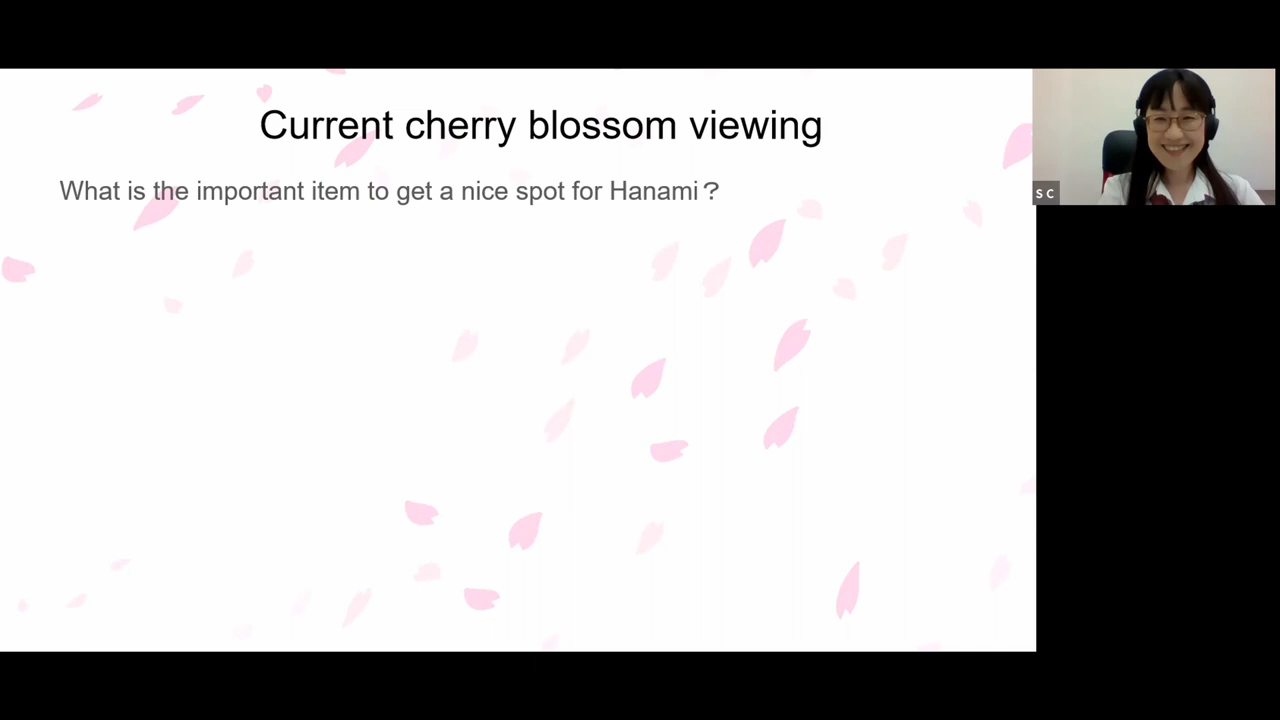 Current cherry blossom viewing
What is the important item to get a nice spot for Hanami？
S C